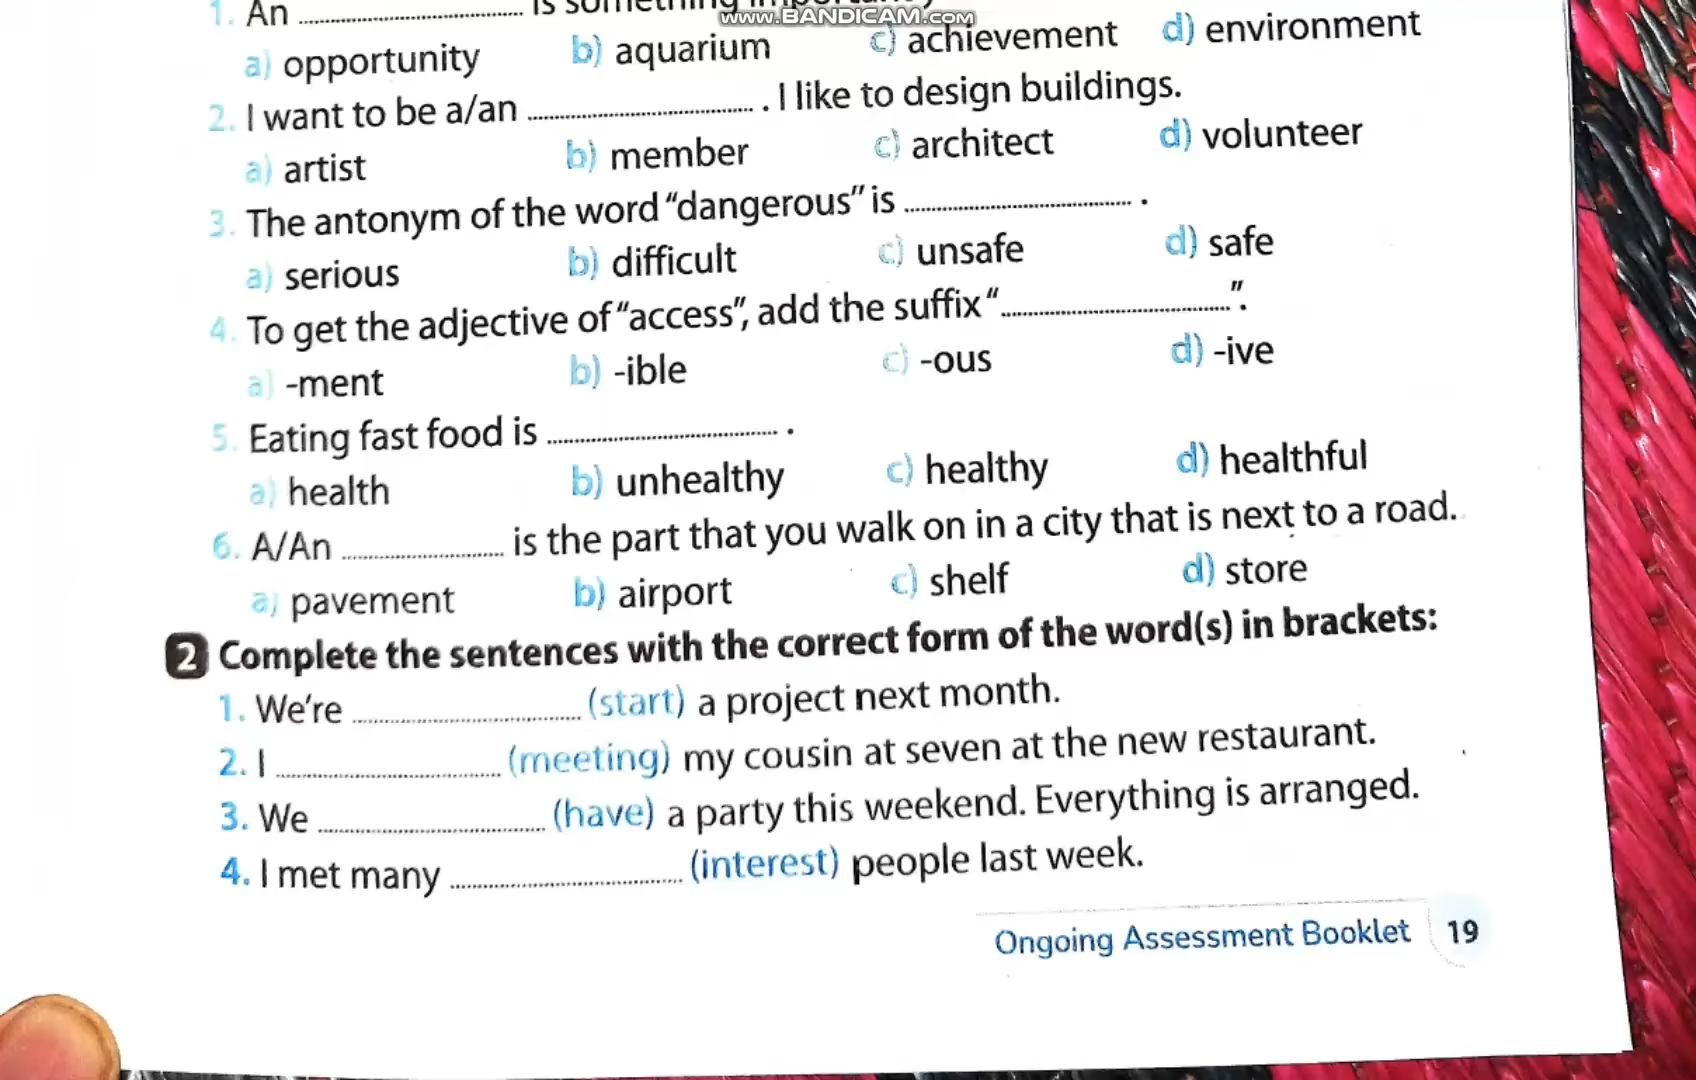 1. An ........ is something important
www.BANDICAM.com
a) opportunity b) aquarium c) achievement d) environment
2. I want to be a/an ........ . I like to design buildings.
a) artist b) member c) architect d) volunteer
3. The antonym of the word “dangerous” is ........ .
a) serious b) difficult c) unsafe d) safe
4. To get the adjective of “access”, add the suffix “........”.
a) -ment b) -ible c) -ous d) -ive
5. Eating fast food is ........ .
a) health b) unhealthy c) healthy d) healthful
6. A/An ........ is the part that you walk on in a city that is next to a road.
a) pavement b) airport c) shelf d) store
2 Complete the sentences with the correct form of the word(s) in brackets:
1. We’re ........ (start) a project next month.
2. I ........ (meeting) my cousin at seven at the new restaurant.
3. We ........ (have) a party this weekend. Everything is arranged.
4. I met many ........ (interest) people last week.
Ongoing Assessment Booklet 19